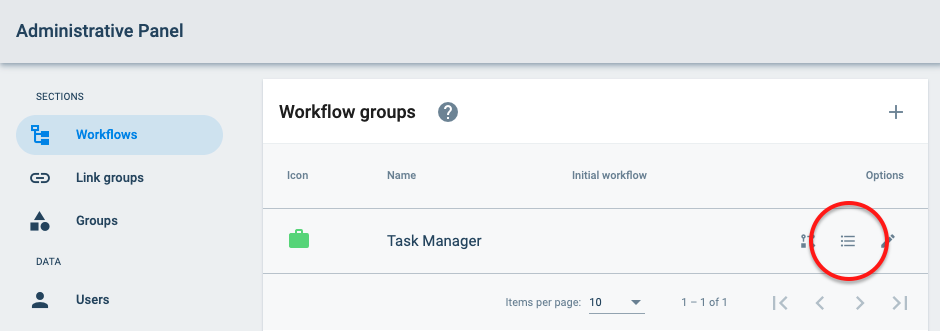 Administrative Panel
SECTIONS
Workflows
Link groups
Groups
DATA
Users
Workflow groups ?
Icon Name Initial workflow Options
Task Manager
Items per page: 10 1 – 1 of 1